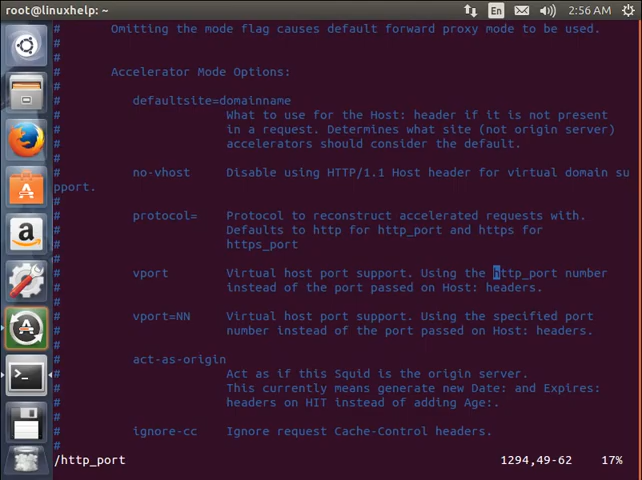 root@linuxhelp: ~
En
2:56 AM
# Omitting the mode flag causes default forward proxy mode to be used.
#
#
# Accelerator Mode Options:
#
# defaultsite=domainname
# What to use for the Host: header if it is not present
# in a request. Determines what site (not origin server)
# accelerators should consider the default.
#
# no-vhost Disable using HTTP/1.1 Host header for virtual domain su
pport.
#
# protocol= Protocol to reconstruct accelerated requests with.
# Defaults to http for http_port and https for
# https_port
#
# vport Virtual host port support. Using the http_port number
# instead of the port passed on Host: headers.
#
# vport=NN Virtual host port support. Using the specified port
# number instead of the port passed on Host: headers.
#
# act-as-origin
# Act as if this Squid is the origin server.
# This currently means generate new Date: and Expires:
# headers on HIT instead of adding Age:.
#
# ignore-cc Ignore request Cache-Control headers.
#
/http_port 1294,49-62 17%